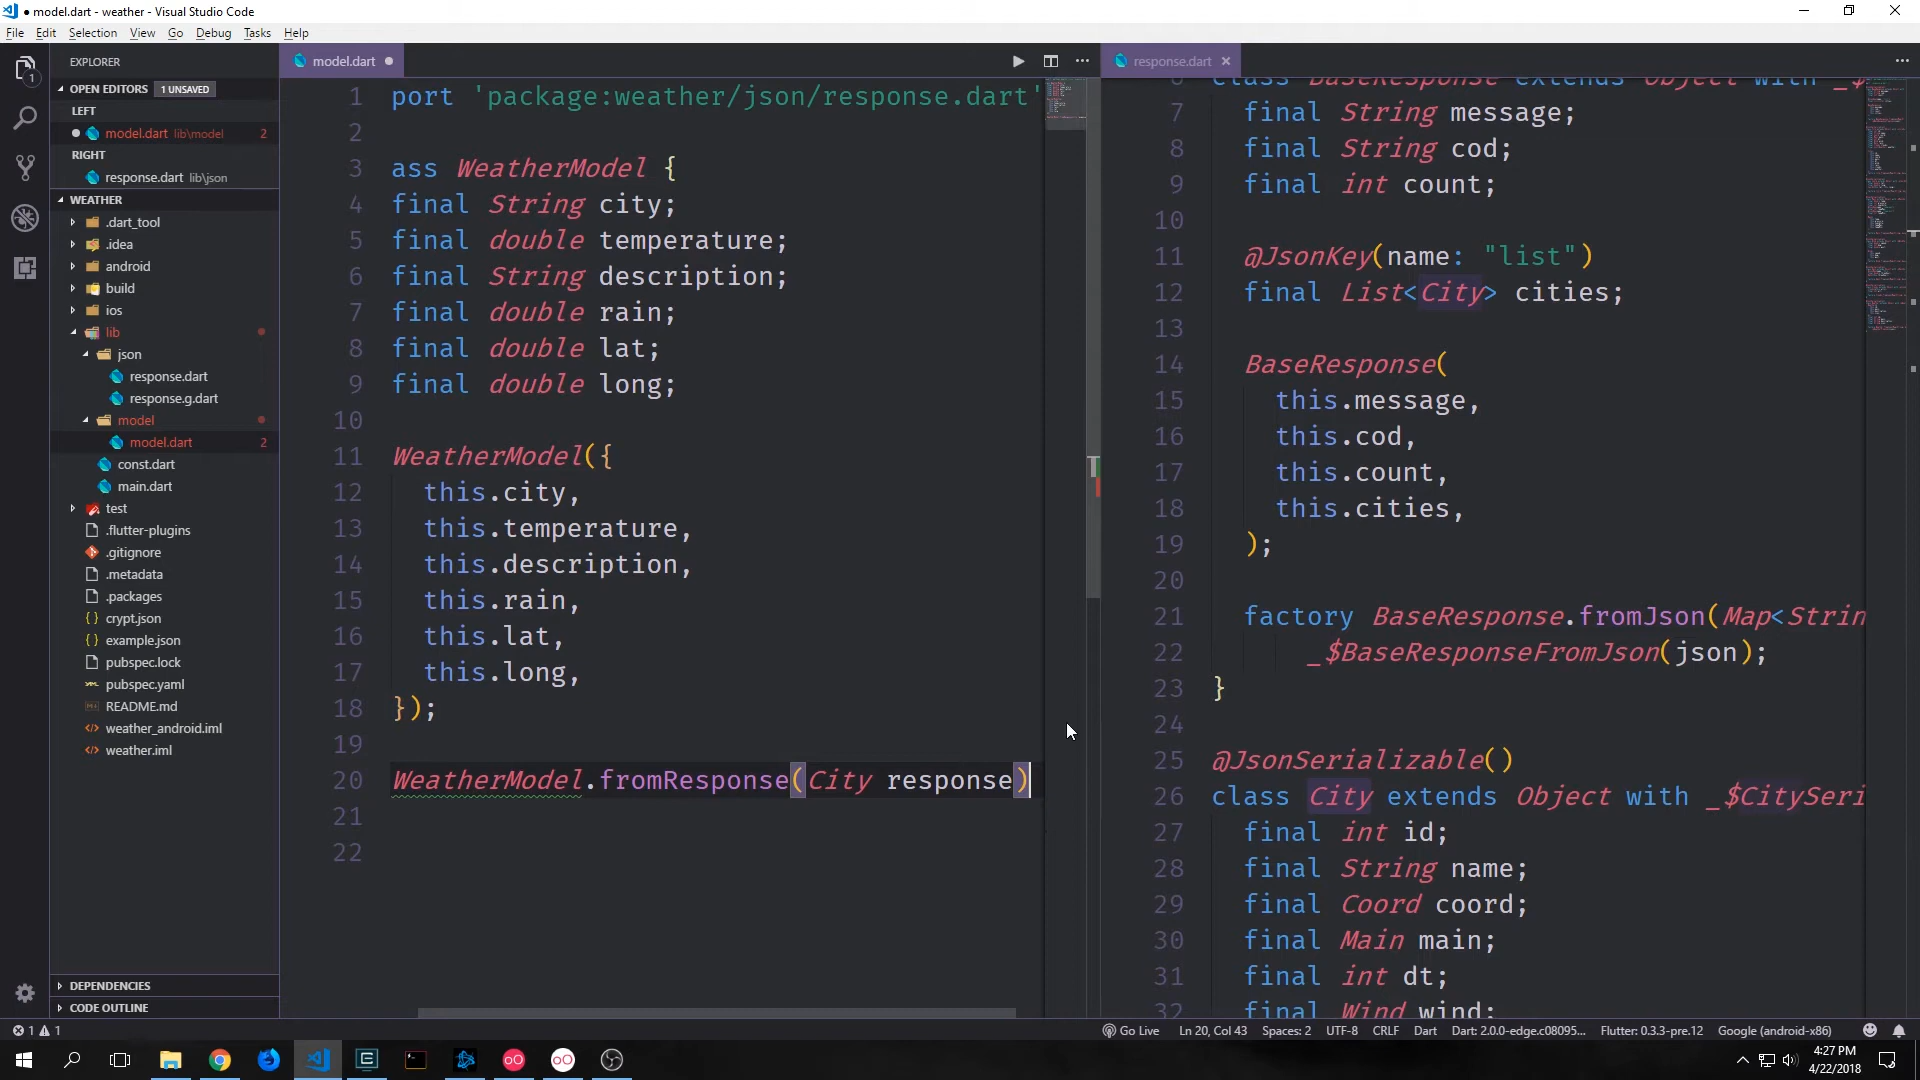 model.dart - weather - Visual Studio Code
File Edit Selection View Go Debug Tasks Help
EXPLORER
OPEN EDITORS 1 UNSAVED
LEFT
model.dart lib\model 2
RIGHT
response.dart lib\json
WEATHER
.dart_tool
.idea
android
build
ios
lib
json
response.dart
response.g.dart
model
model.dart 2
const.dart
main.dart
test
.flutter-plugins
.gitignore
.metadata
.packages
crypt.json
example.json
pubspec.lock
pubspec.yaml
README.md
weather_android.iml
weather.iml
DEPENDENCIES
CODE OUTLINE
1
model.dart
1 port 'package:weather/json/response.dart'
2
3 ass WeatherModel {
4 final String city;
5 final double temperature;
6 final String description;
7 final double rain;
8 final double lat;
9 final double long;
10
11 WeatherModel({
12 this.city,
13 this.temperature,
14 this.description,
15 this.rain,
16 this.lat,
17 this.long,
18 });
19
20 WeatherModel.fromResponse(City response)
21
22
response.dart
class BaseResponse extends Object with _$
7 final String message;
8 final String cod;
9 final int count;
10
11 @JsonKey(name: "list")
12 final List<City> cities;
13
14 BaseResponse(
15 this.message,
16 this.cod,
17 this.count,
18 this.cities,
19 );
20
21 factory BaseResponse.fromJson(Map<Strin
22 _$BaseResponseFromJson(json);
23 }
24
25 @JsonSerializable()
26 class City extends Object with _$CitySeri
27 final int id;
28 final String name;
29 final Coord coord;
30 final Main main;
31 final int dt;
32 final Wind wind;
1 1 Go Live Ln 20, Col 43 Spaces: 2 UTF-8 CRLF Dart Dart: 2.0.0-edge.c08095... Flutter: 0.3.3-pre.12 Google (android-x86)
4:27 PM
4/22/2018